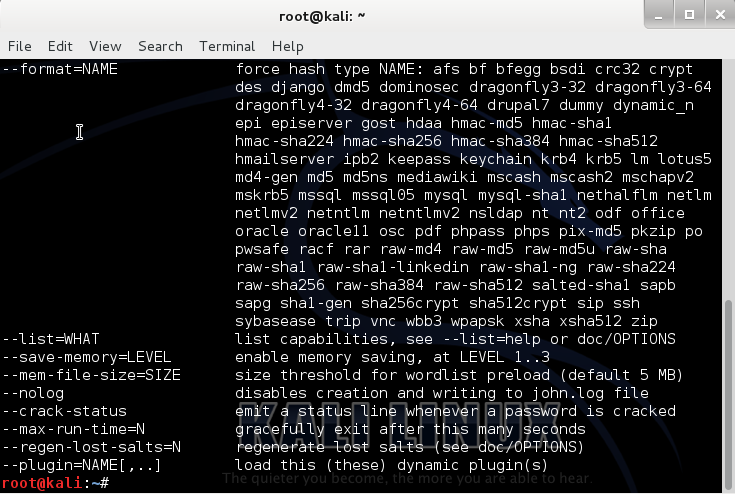 root@kali: ~
File Edit View Search Terminal Help
--format=NAME force hash type NAME: afs bf bfegg bsdi crc32 crypt
des django dmd5 dominosec dragonfly3-32 dragonfly3-64
dragonfly4-32 dragonfly4-64 drupal7 dummy dynamic_n
epi episerver gost hdaa hmac-md5 hmac-sha1
hmac-sha224 hmac-sha256 hmac-sha384 hmac-sha512
hmailserver ipb2 keepass keychain krb4 krb5 lm lotus5
md4-gen md5 md5ns mediawiki mscash mscash2 mschapv2
mskrb5 mssql mssql05 mysql mysql-sha1 nethalflm netlm
netlmv2 netntlm netntlmv2 nsldap nt nt2 odf office
oracle oracle11 osc pdf phpass phps pix-md5 pkzip po
pwsafe racf rar raw-md4 raw-md5 raw-md5u raw-sha
raw-sha1 raw-sha1-linkedin raw-sha1-ng raw-sha224
raw-sha256 raw-sha384 raw-sha512 salted-sha1 sapb
sapg sha1-gen sha256crypt sha512crypt sip ssh
sybasease trip vnc wbb3 wpapsk xsha xsha512 zip
--list=WHAT list capabilities, see --list=help or doc/OPTIONS
--save-memory=LEVEL enable memory saving, at LEVEL 1..3
--mem-file-size=SIZE size threshold for wordlist preload (default 5 MB)
--nolog disables creation and writing to john.log file
--crack-status emit a status line whenever a password is cracked
--max-run-time=N gracefully exit after this many seconds
--regen-lost-salts=N regenerate lost salts (see doc/OPTIONS)
--plugin=NAME[,..] load this (these) dynamic plugin(s)
KALI LINUX
root@kali:~#
The quieter you become, the more you are able to hear.